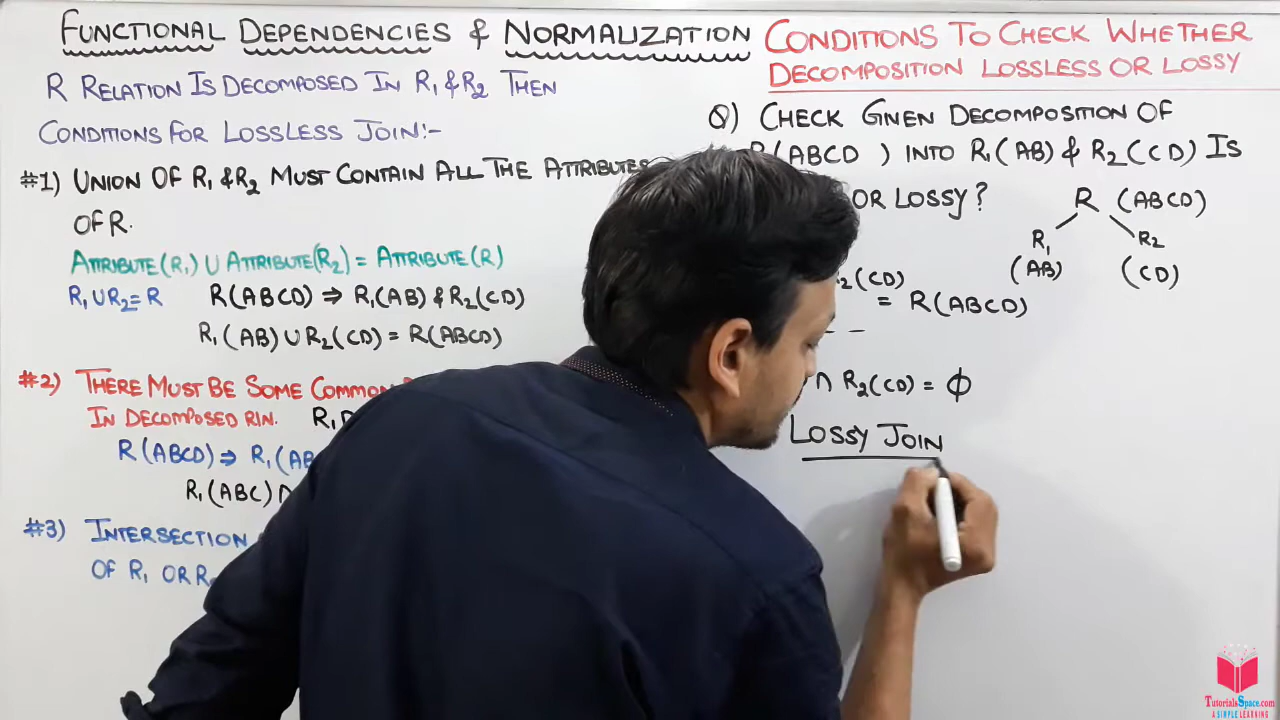 FUNCTIONAL DEPENDENCIES & NORMALIZATION
R RELATION IS DECOMPOSED IN R1 & R2 THEN
CONDITIONS FOR LOSSLESS JOIN:-
#1) UNION OF R1 & R2 MUST CONTAIN ALL THE ATTRIBUTES
OF R.
ATTRIBUTE(R1) ∪ ATTRIBUTE(R2) = ATTRIBUTE(R)
R1 ∪ R2 = R R(ABCD) ⇒ R1(AB) & R2(CD)
R1(AB) ∪ R2(CD) = R(ABCD)
#2) THERE MUST BE SOME COMMON
IN DECOMPOSED RIN. R1
R(ABCD) ⇒ R1(AB
R1(ABC) ∩
#3) INTERSECTION
OF R1 OR R2
CONDITIONS TO CHECK WHETHER
DECOMPOSITION LOSSLESS OR LOSSY
Q) CHECK GIVEN DECOMPOSITION OF
R(ABCD) INTO R1(AB) & R2(CD) IS
OR LOSSY?
R (ABCD)
R1 R2
(AB) (CD)
R2(CD)
= R(ABCD)
∩ R2(CD) = Φ
LOSSY JOIN
TutorialsSpace.com
A SIMPLE LEARNING